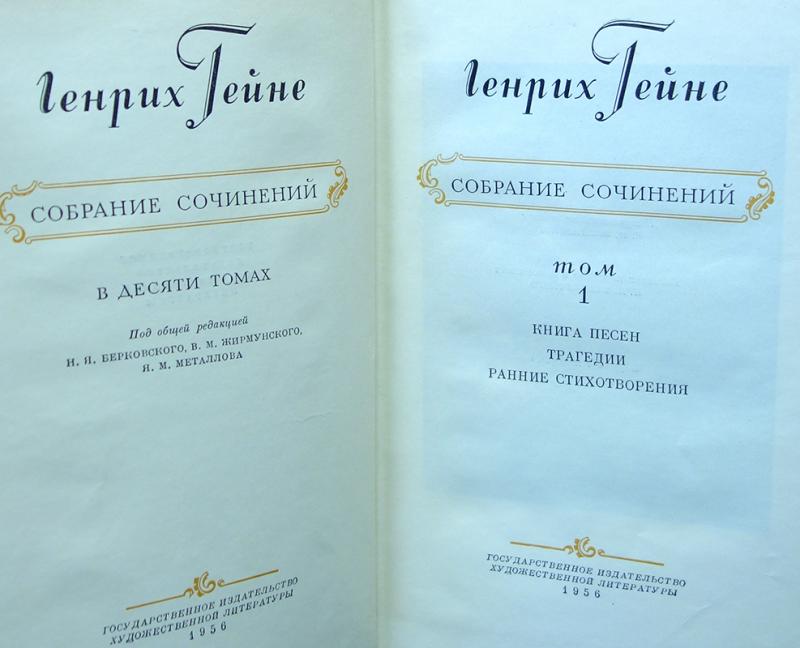 Генрих Гейне
СОБРАНИЕ СОЧИНЕНИЙ
В ДЕСЯТИ ТОМАХ
Под общей редакцией
Н. Я. БЕРКОВСКОГО, В. М. ЖИРМУНСКОГО,
Я. М. МЕТАЛЛОВА
ГОСУДАРСТВЕННОЕ ИЗДАТЕЛЬСТВО
ХУДОЖЕСТВЕННОЙ ЛИТЕРАТУРЫ
1956
Генрих Гейне
СОБРАНИЕ СОЧИНЕНИЙ
том
1
КНИГА ПЕСЕН
ТРАГЕДИИ
РАННИЕ СТИХОТВОРЕНИЯ
ГОСУДАРСТВЕННОЕ ИЗДАТЕЛЬСТВО
ХУДОЖЕСТВЕННОЙ ЛИТЕРАТУРЫ
1956